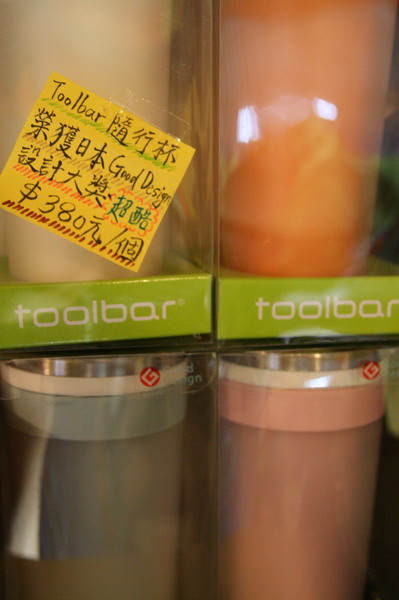 Toolbar 隨行杯
榮獲日本Good Design
設計大獎 超酷
$380元/個
toolbar®
toolbar
design